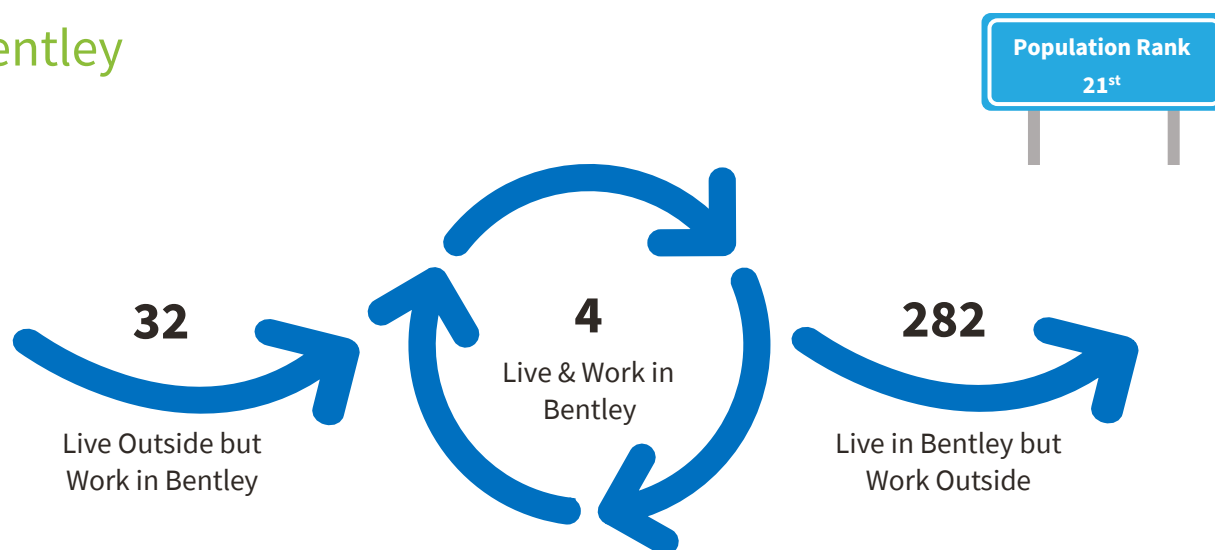 entley
Population Rank
21st
32
4
282
Live & Work in
Bentley
Live Outside but
Work in Bentley
Live in Bentley but
Work Outside